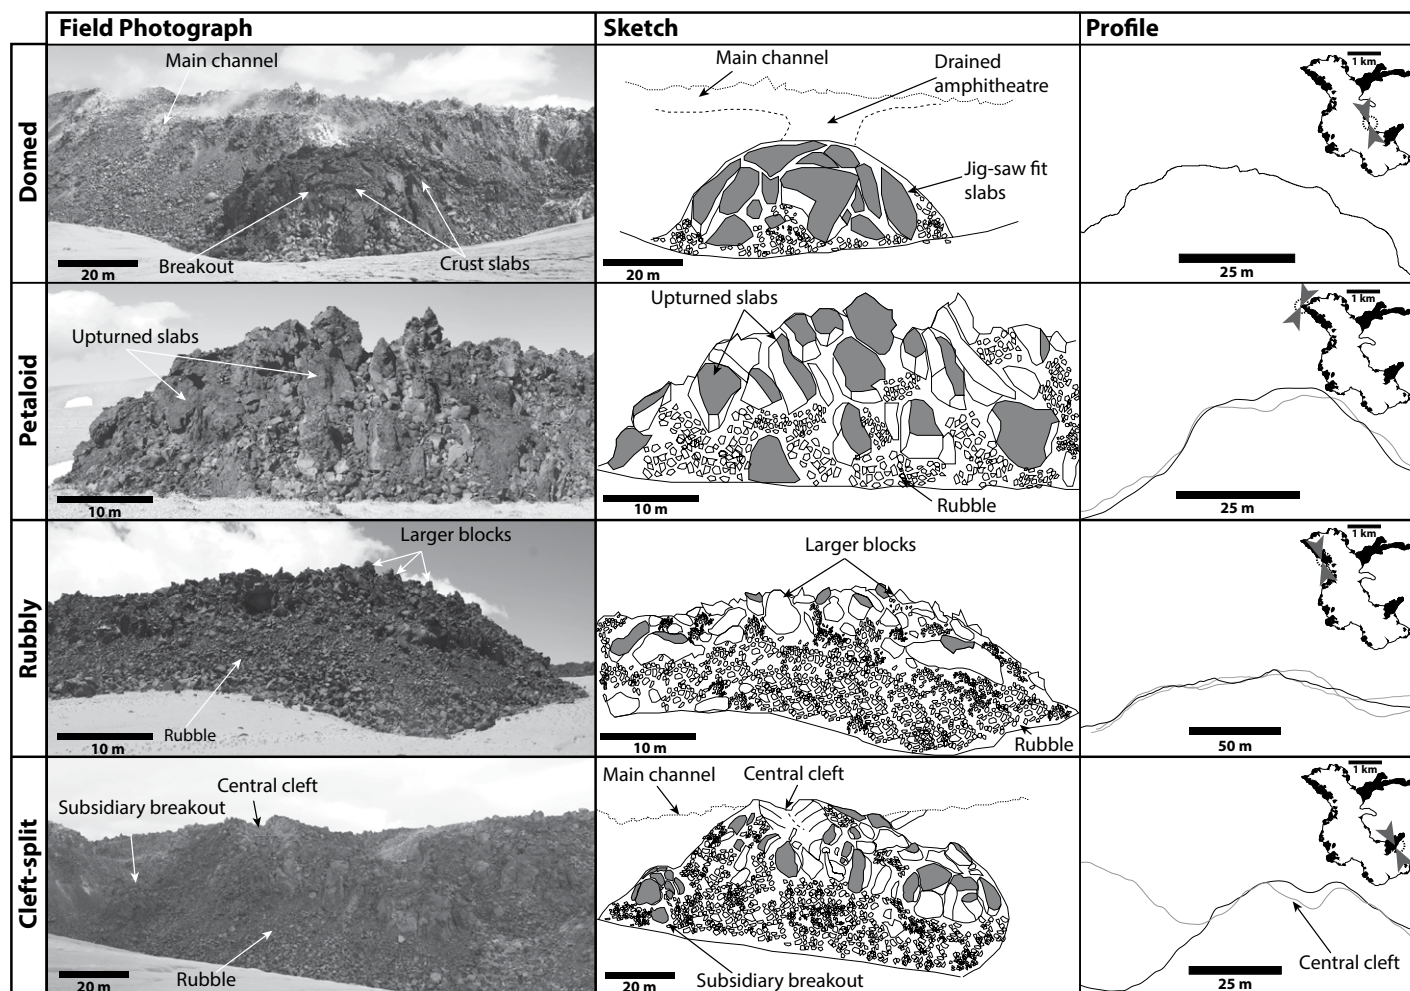 Field Photograph
Sketch
Profile
Domed
Main channel
Breakout
Crust slabs
20 m
Main channel
Drained
amphitheatre
Jig-saw fit
slabs
20 m
1 km
25 m
Petaloid
Upturned slabs
10 m
Upturned slabs
Rubble
10 m
1 km
25 m
Rubbly
Larger blocks
Rubble
10 m
Larger blocks
Rubble
10 m
1 km
50 m
Cleft-split
Central cleft
Subsidiary breakout
Rubble
20 m
Main channel
Central cleft
Subsidiary breakout
20 m
1 km
Central cleft
25 m